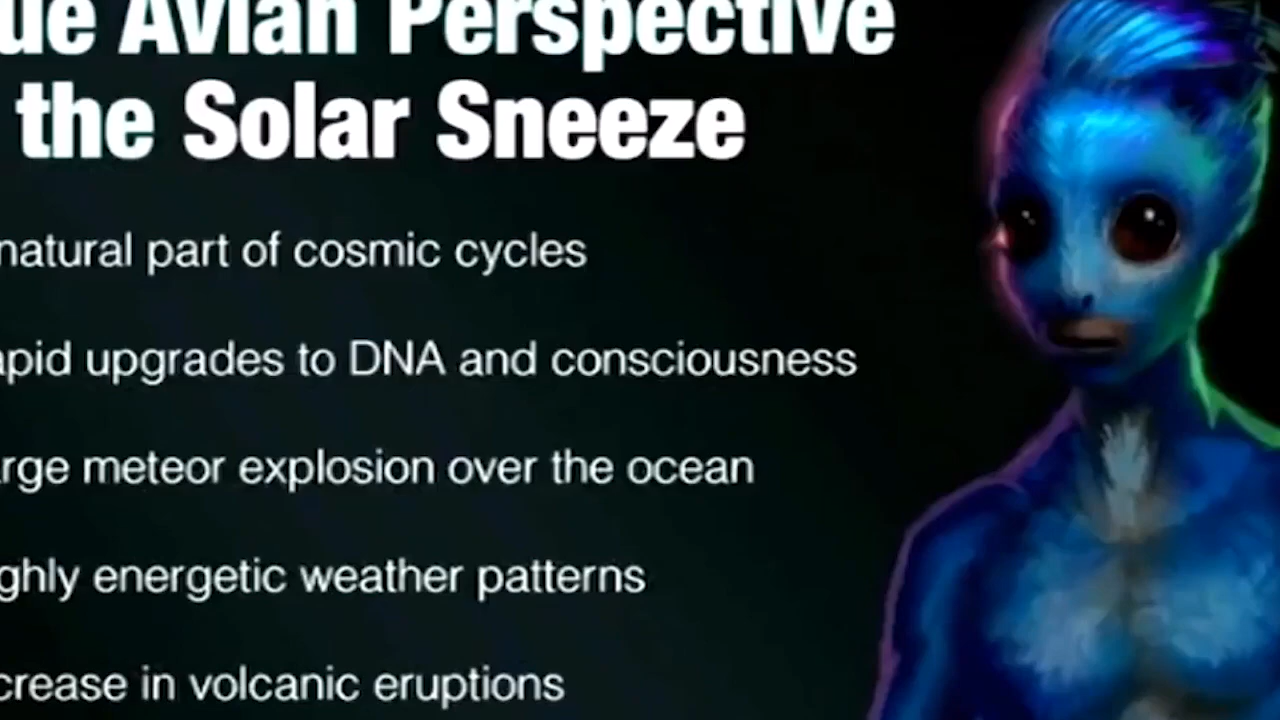 ue Avian Perspective
the Solar Sneeze
natural part of cosmic cycles
apid upgrades to DNA and consciousness
arge meteor explosion over the ocean
ghly energetic weather patterns
crease in volcanic eruptions